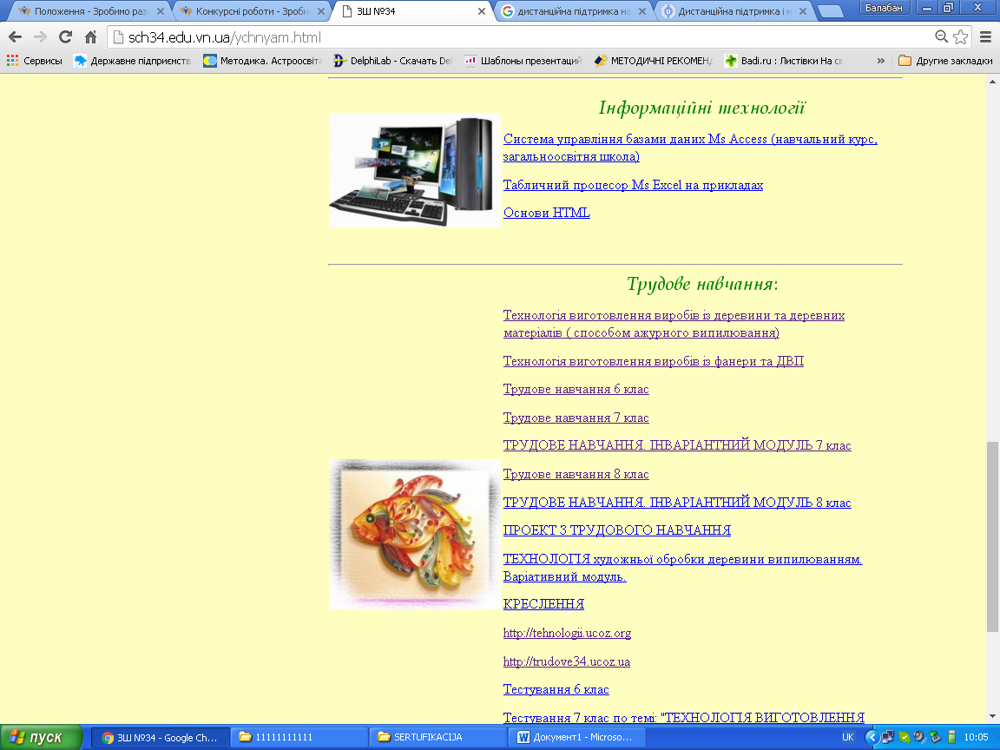 Положення - Зробимо раз
Конкурсні роботи - Зроби
ЗШ №34
дистанційна підтримка на
Дистанційна підтримка і м
Балабан
sch34.edu.vn.ua/ychnyam.html
Сервисы
Державне підприємств
Методика. Астроосвіта
DelphiLab - Скачать Del
Шаблоны презентаций
МЕТОДИЧНІ РЕКОМЕНД
Badi.ru : Листівки На св
»
Другие закладки
Інформаційні технології
Система управління базами даних Ms Access (навчальний курс,
загальноосвітня школа)
Табличний процесор Ms Excel на прикладах
Основи HTML
Трудове навчання:
Технологія виготовлення виробів із деревини та деревних
матеріалів ( способом ажурного випилювання)
Технологія виготовлення виробів із фанери та ДВП
Трудове навчання 6 клас
Трудове навчання 7 клас
ТРУДОВЕ НАВЧАННЯ. ІНВАРІАНТНИЙ МОДУЛЬ 7 клас
Трудове навчання 8 клас
ТРУДОВЕ НАВЧАННЯ. ІНВАРІАНТНИЙ МОДУЛЬ 8 клас
ПРОЕКТ З ТРУДОВОГО НАВЧАННЯ
ТЕХНОЛОГІЯ художньої обробки деревини випилюванням.
Варіативний модуль.
КРЕСЛЕННЯ
http://tehnologii.ucoz.org
http://trudove34.ucoz.ua
Тестування 6 клас
Тестування 7 клас по темі: "ТЕХНОЛОГІЯ ВИГОТОВЛЕННЯ
пуск
ЗШ №34 - Google Ch...
11111111111
SERTUFIKACIJA
Документ1 - Microso...
UK
10:05